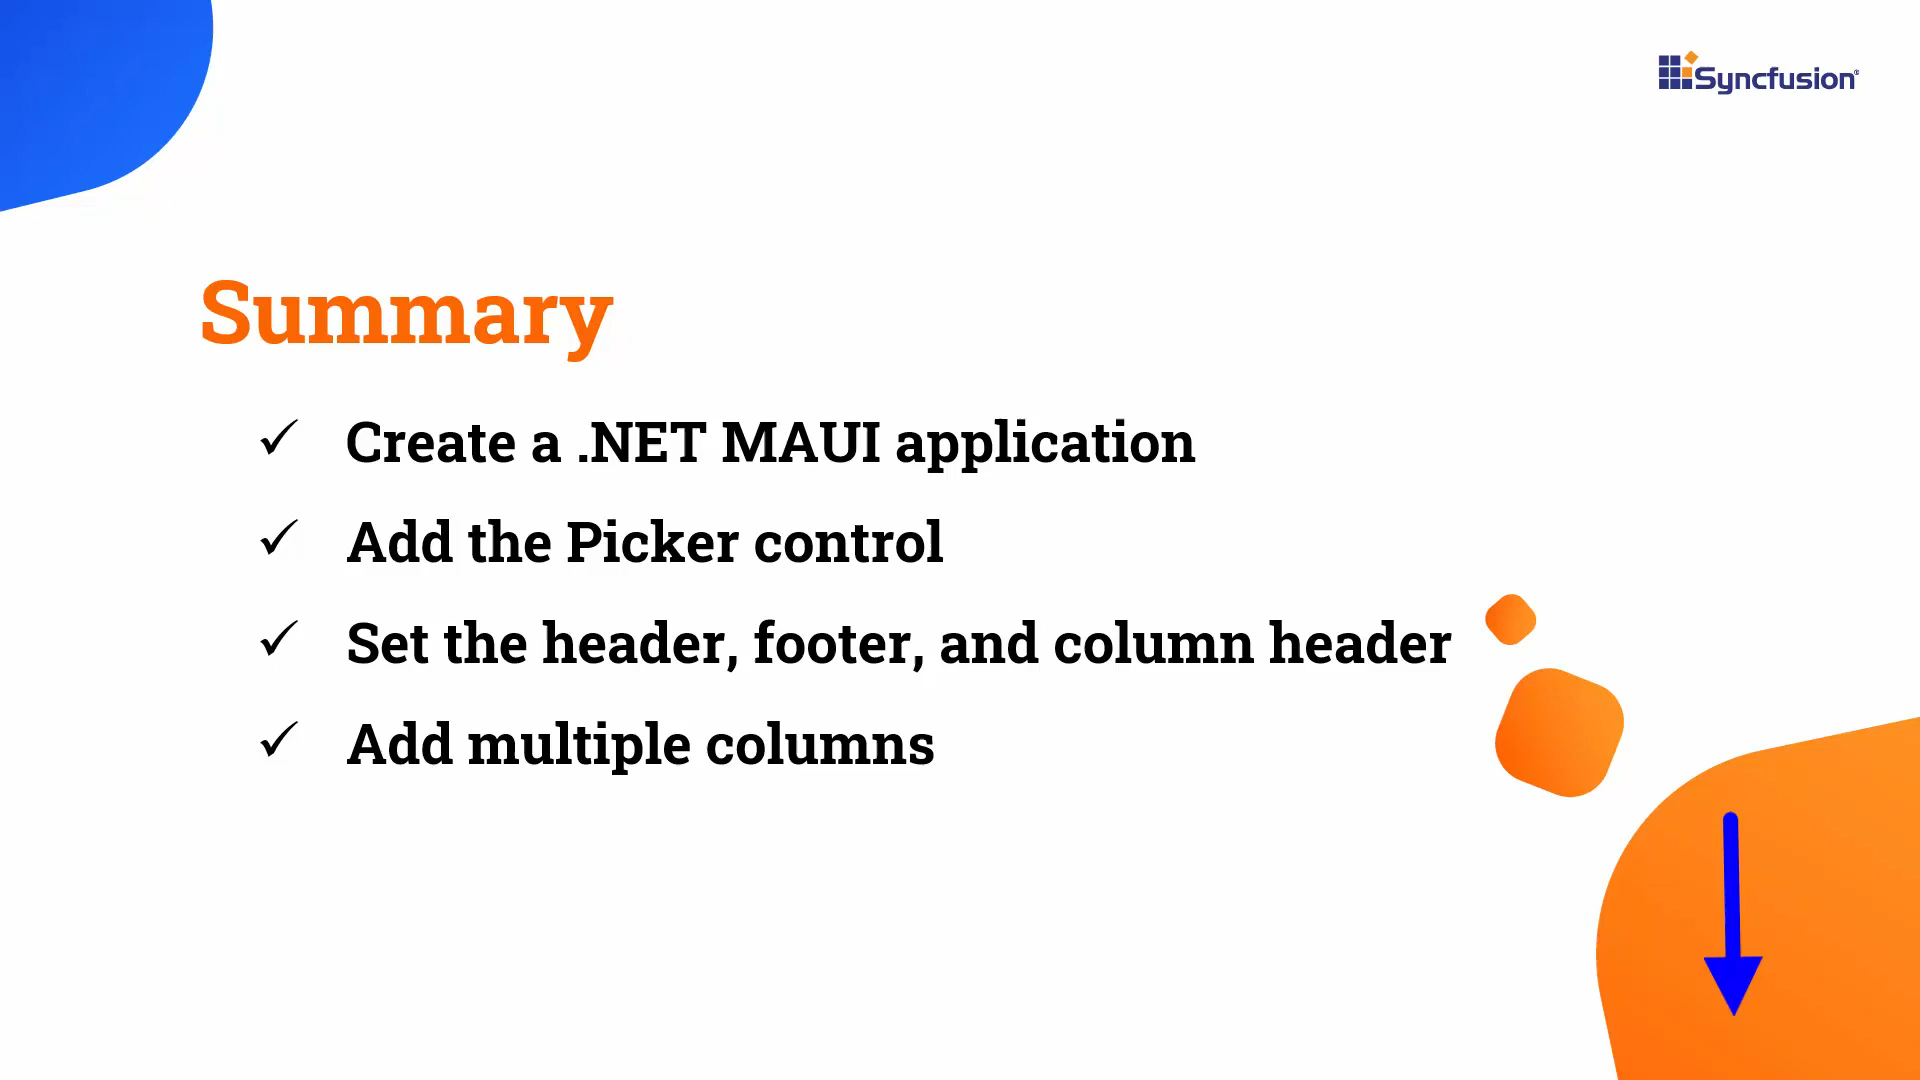 Syncfusion®
Summary
✓ Create a .NET MAUI application
✓ Add the Picker control
✓ Set the header, footer, and column header
✓ Add multiple columns